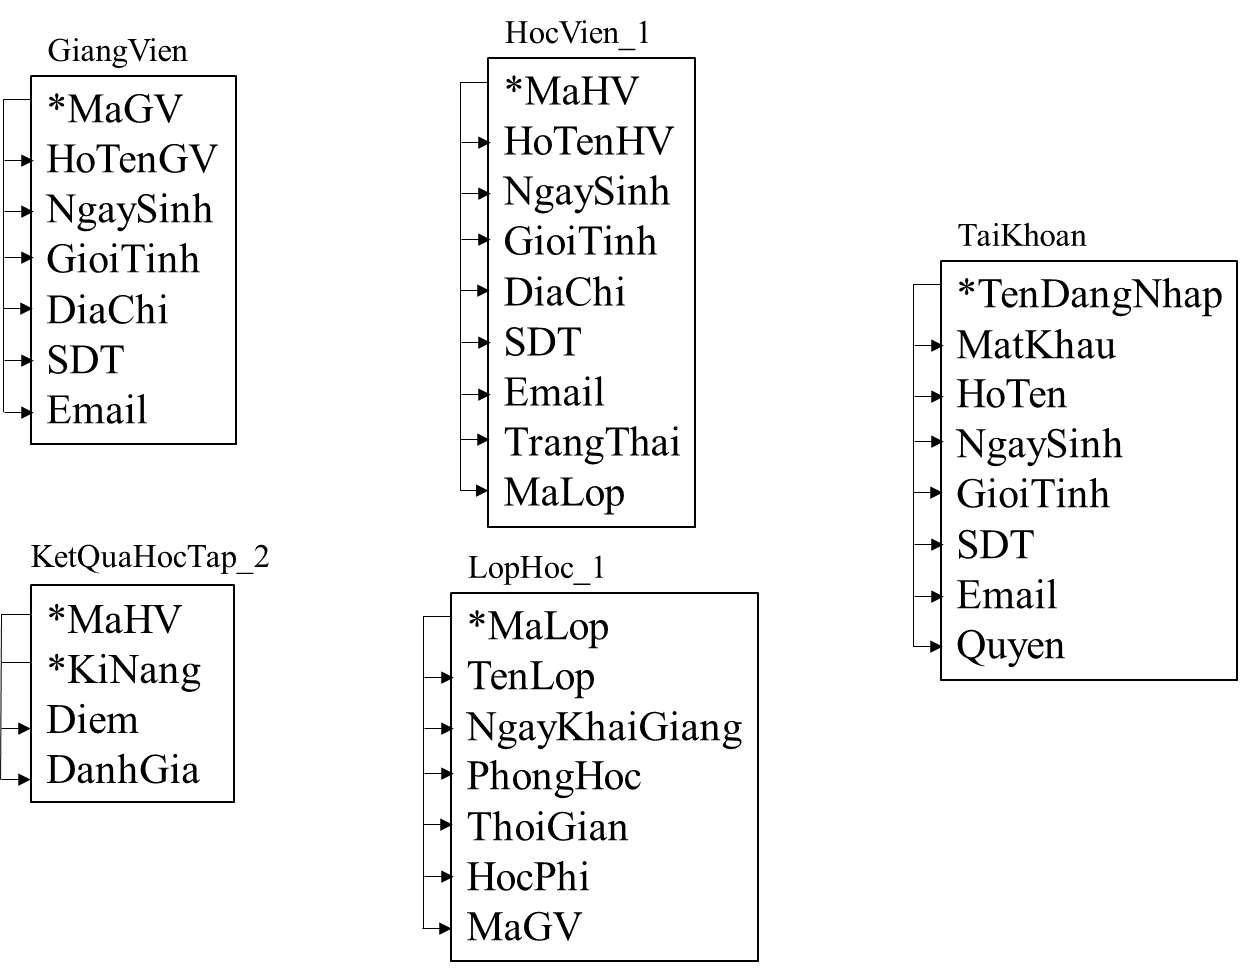 GiangVien
*MaGV
HoTenGV
NgaySinh
GioiTinh
DiaChi
SDT
Email
HocVien_1
*MaHV
HoTenHV
NgaySinh
GioiTinh
DiaChi
SDT
Email
TrangThai
MaLop
TaiKhoan
*TenDangNhap
MatKhau
HoTen
NgaySinh
GioiTinh
SDT
Email
Quyen
KetQuaHocTap_2
*MaHV
*KiNang
Diem
DanhGia
LopHoc_1
*MaLop
TenLop
NgayKhaiGiang
PhongHoc
ThoiGian
HocPhi
MaGV